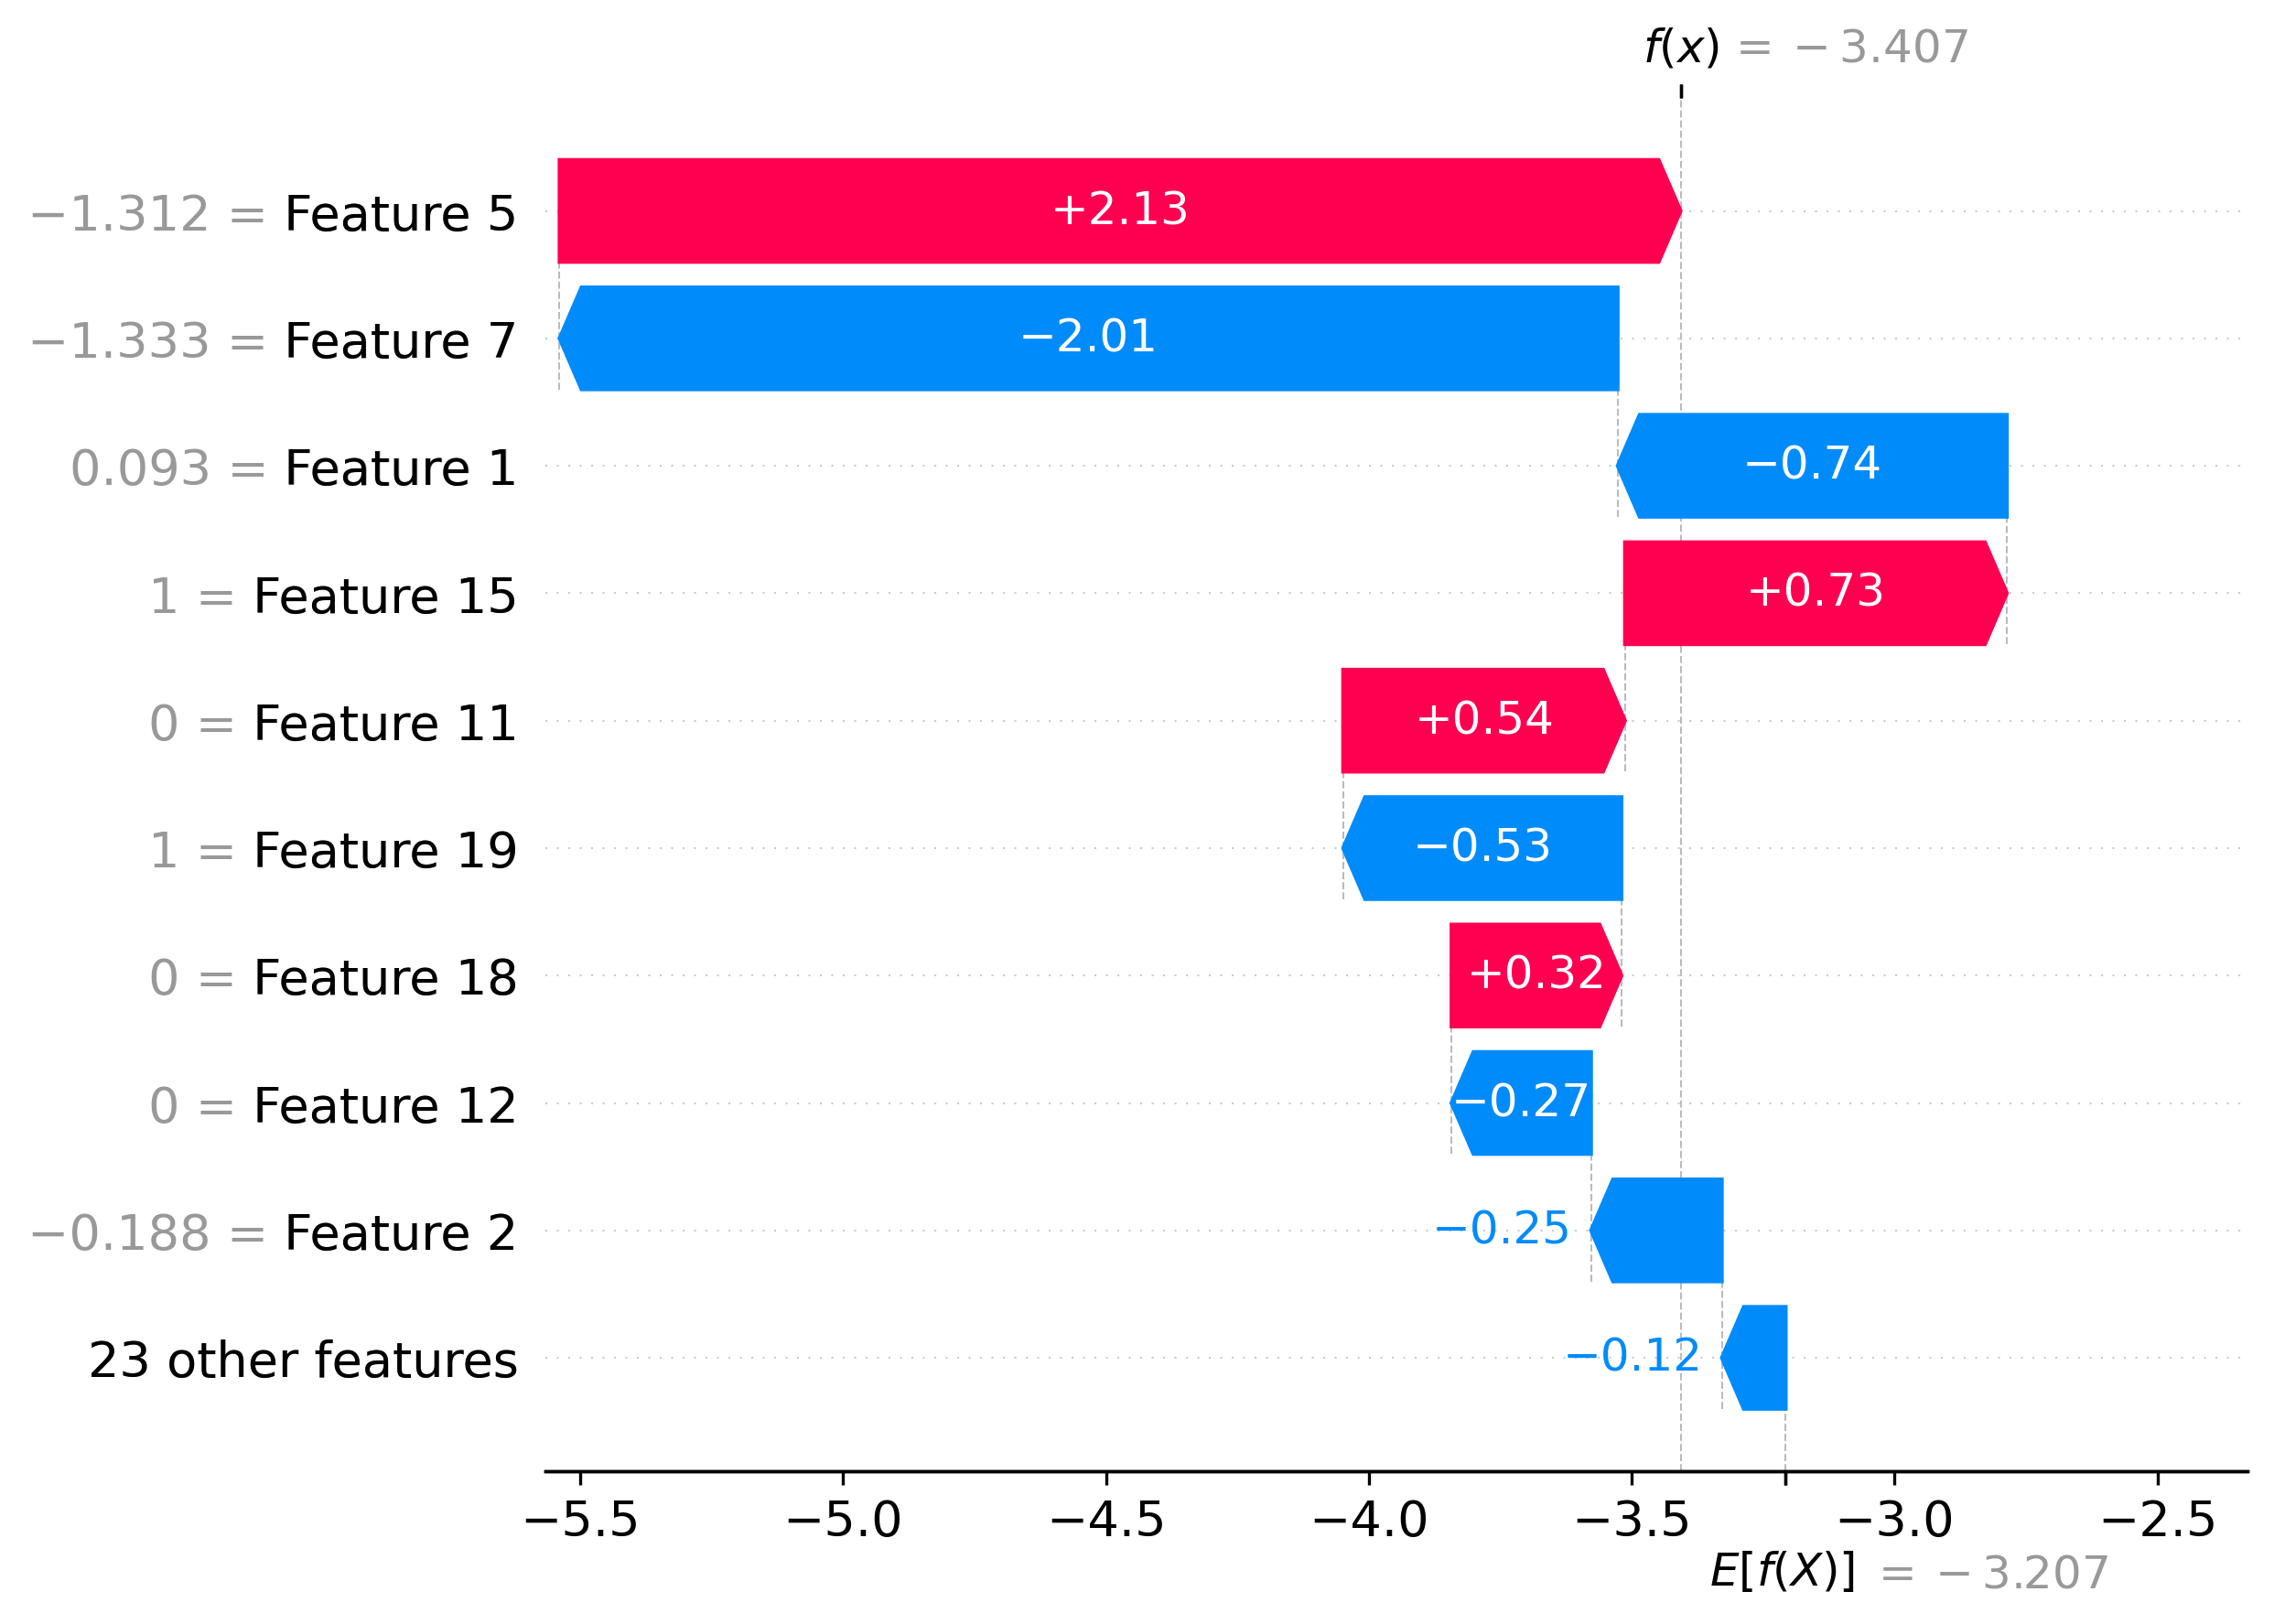 f(x) = −3.407
−1.312 = Feature 5 +2.13
−1.333 = Feature 7 −2.01
0.093 = Feature 1 −0.74
1 = Feature 15 +0.73
0 = Feature 11 +0.54
1 = Feature 19 −0.53
0 = Feature 18 +0.32
0 = Feature 12 −0.27
−0.188 = Feature 2 −0.25
23 other features −0.12
−5.5 −5.0 −4.5 −4.0 −3.5 −3.0 −2.5
E[f(X)] = −3.207